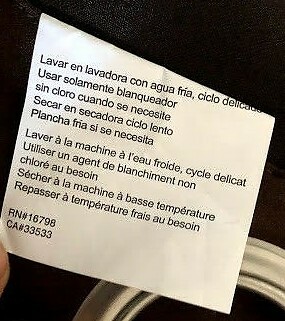 Lavar en lavadora con agua fría, ciclo delicado
Usar solamente blanqueador
sin cloro cuando se necesite
Secar en secadora ciclo lento
Plancha fría si se necesita
Laver à la machine à l'eau froide, cycle delicat
Utiliser un agent de blanchiment non
chloré au besoin
Sécher à la machine à basse température
Repasser à température frais au besoin
RN#16798
CA#33533